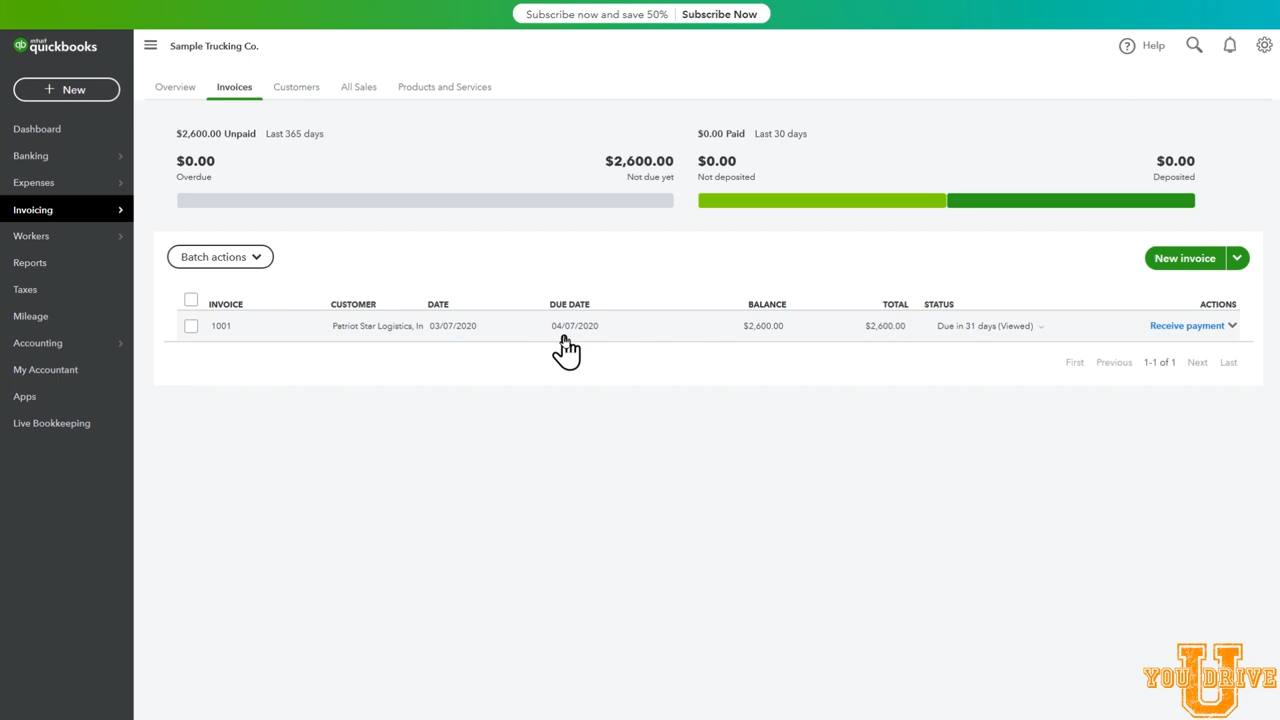 Subscribe now and save 50% Subscribe Now
intuit quickbooks
Sample Trucking Co.
Help
+ New
Overview Invoices Customers All Sales Products and Services
Dashboard
Banking
Expenses
Invoicing
Workers
Reports
Taxes
Mileage
Accounting
My Accountant
Apps
Live Bookkeeping
$2,600.00 Unpaid Last 365 days
$0.00 Paid Last 30 days
$0.00 $2,600.00
Overdue Not due yet
$0.00 $0.00
Not deposited Deposited
Batch actions
New invoice
INVOICE CUSTOMER DATE DUE DATE BALANCE TOTAL STATUS ACTIONS
1001 Patriot Star Logistics, In 03/07/2020 04/07/2020 $2,600.00 $2,600.00 Due in 31 days (Viewed) Receive payment
First Previous 1-1 of 1 Next Last
U
YOU DRIVE